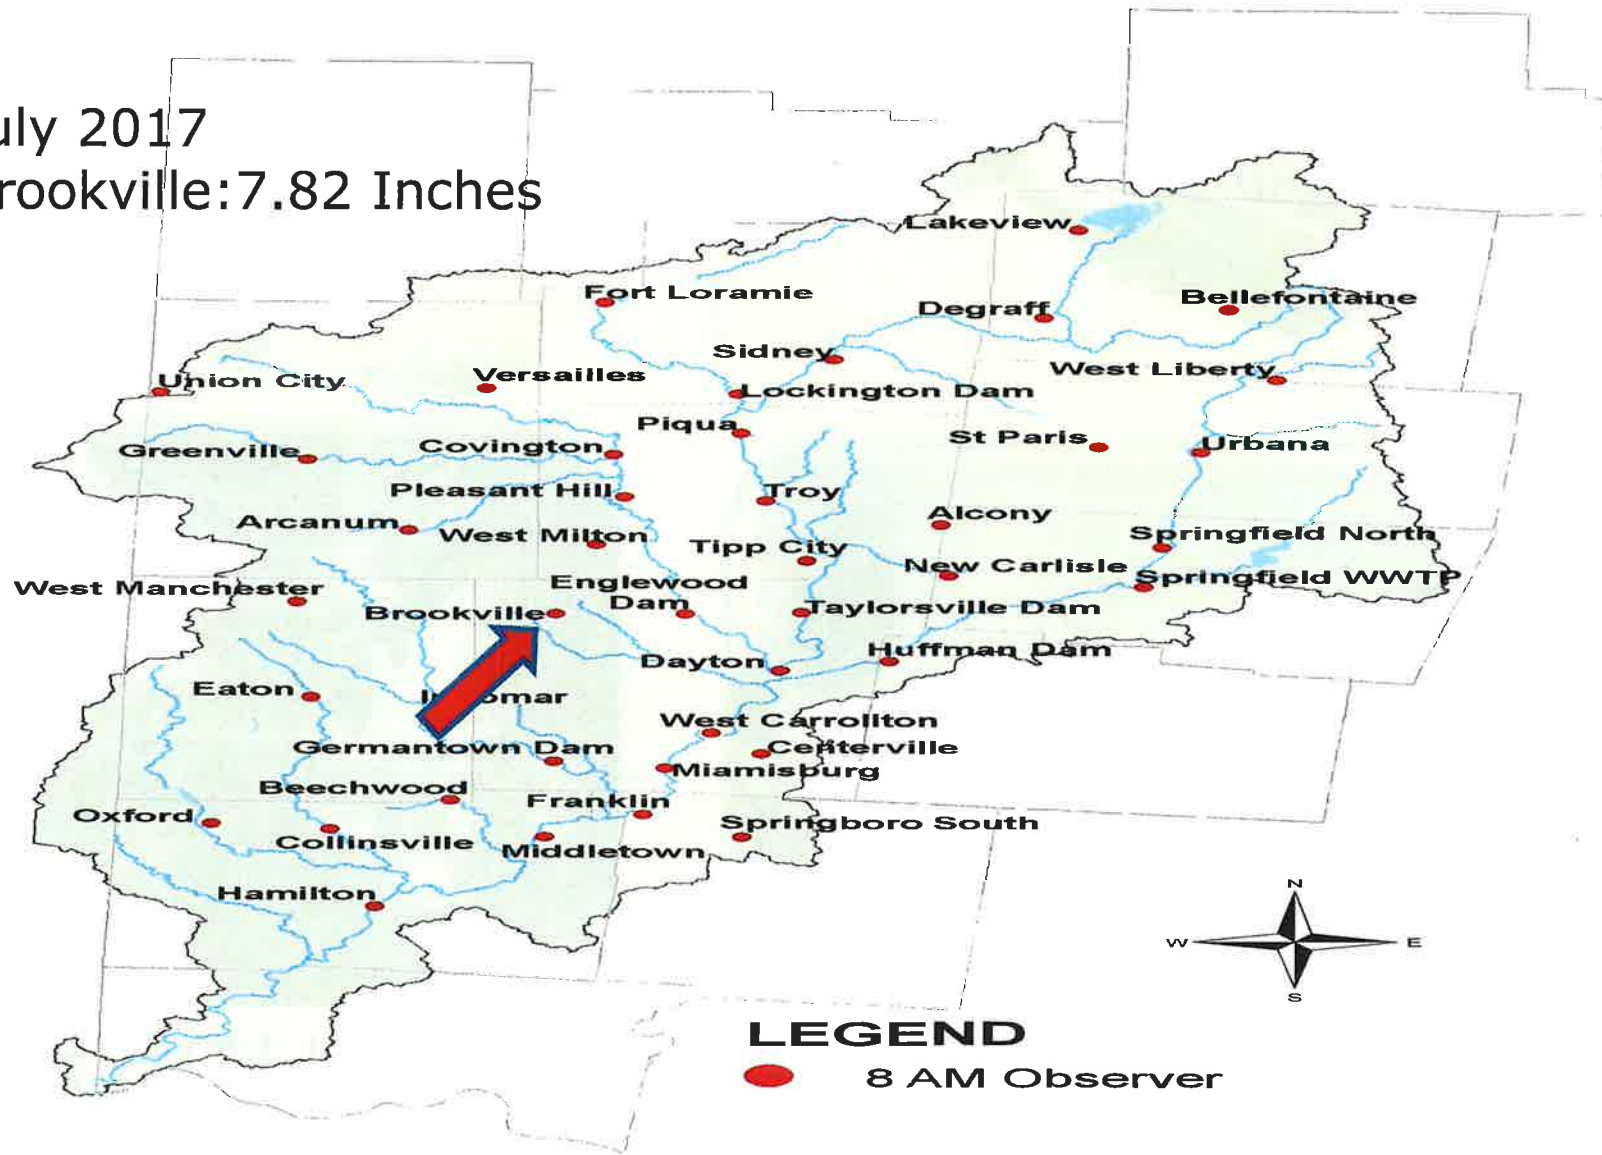 uly 2017
rookville:7.82 Inches
Lakeview
Fort Loramie
Degraff
Bellefontaine
Sidney
West Liberty
Union City
Versailles
Lockington Dam
Piqua
St Paris
Urbana
Greenville
Covington
Pleasant Hill
Troy
Arcanum
West Milton
Alcony
Tipp City
Springfield North
New Carlisle
Springfield WWTP
West Manchester
Englewood
Dam
Brookville
Taylorsville Dam
Dayton
Huffman Dam
Eaton
omar
West Carrollton
Germantown Dam
Centerville
Miamisburg
Beechwood
Franklin
Oxford
Collinsville
Middletown
Springboro South
Hamilton
N
W
E
S
LEGEND
8 AM Observer